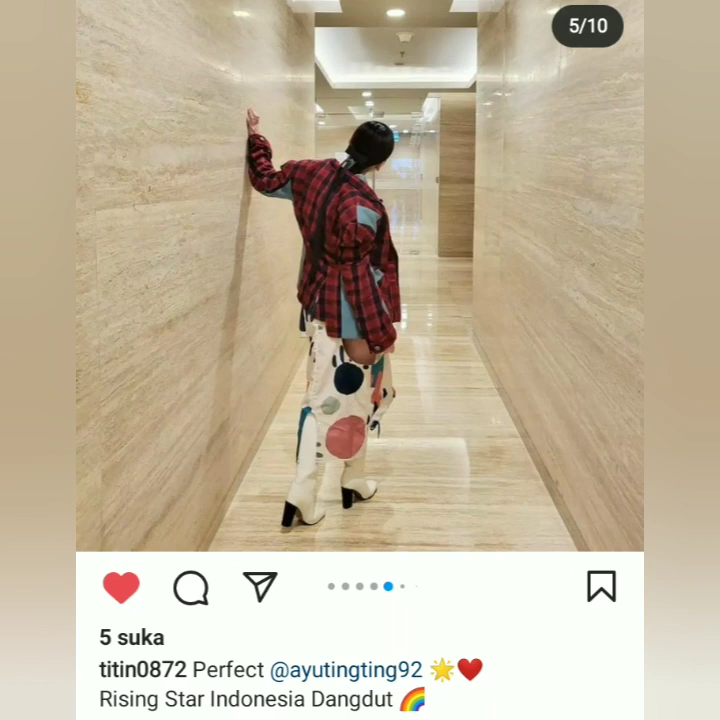 5/10
5 suka
titin0872 Perfect @ayutingting92 🌟❤️
Rising Star Indonesia Dangdut 🌈